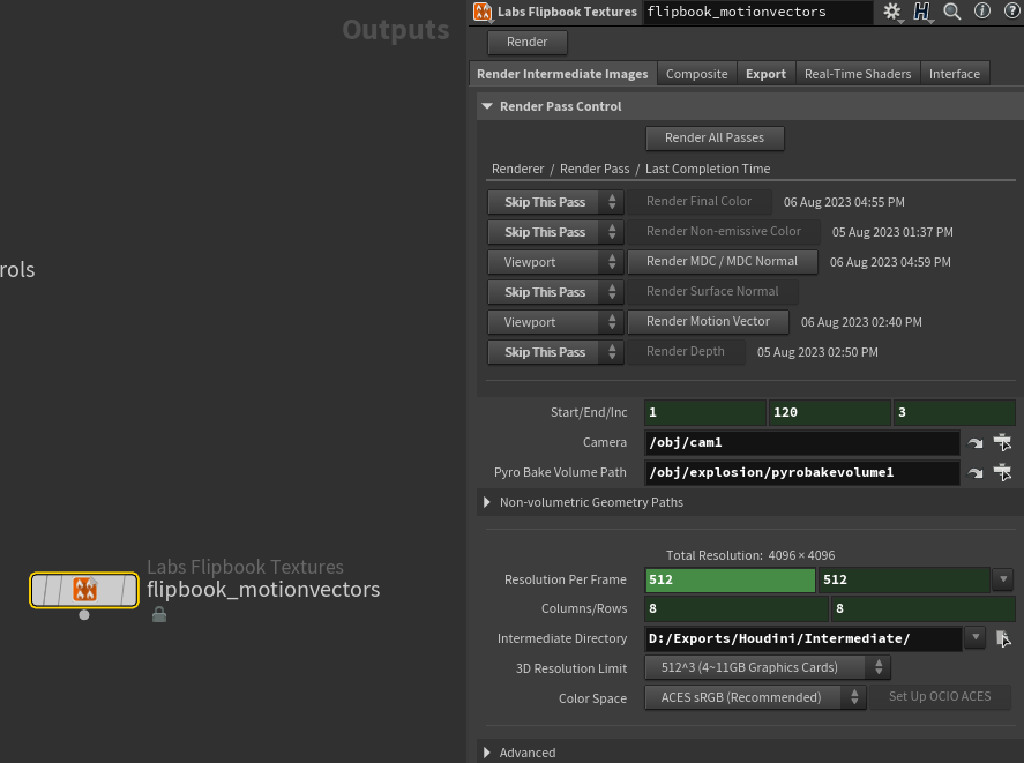 Outputs
Labs Flipbook Textures flipbook_motionvectors
Render
Render Intermediate Images Composite Export Real-Time Shaders Interface
Render Pass Control
Render All Passes
Renderer / Render Pass / Last Completion Time
Skip This Pass Render Final Color 06 Aug 2023 04:55 PM
Skip This Pass Render Non-emissive Color 05 Aug 2023 01:37 PM
Viewport Render MDC / MDC Normal 06 Aug 2023 04:59 PM
rols
Skip This Pass Render Surface Normal
Viewport Render Motion Vector 06 Aug 2023 02:40 PM
Skip This Pass Render Depth 05 Aug 2023 02:50 PM
Start/End/Inc 1 120 3
Camera /obj/cam1
Pyro Bake Volume Path /obj/explosion/pyrobakevolume1
Non-volumetric Geometry Paths
Total Resolution: 4096 × 4096
Resolution Per Frame 512 512
Columns/Rows 8 8
Intermediate Directory D:/Exports/Houdini/Intermediate/
3D Resolution Limit 512^3 (4~11GB Graphics Cards)
Color Space ACES sRGB (Recommended) Set Up OCIO ACES
Advanced
Labs Flipbook Textures
flipbook_motionvectors